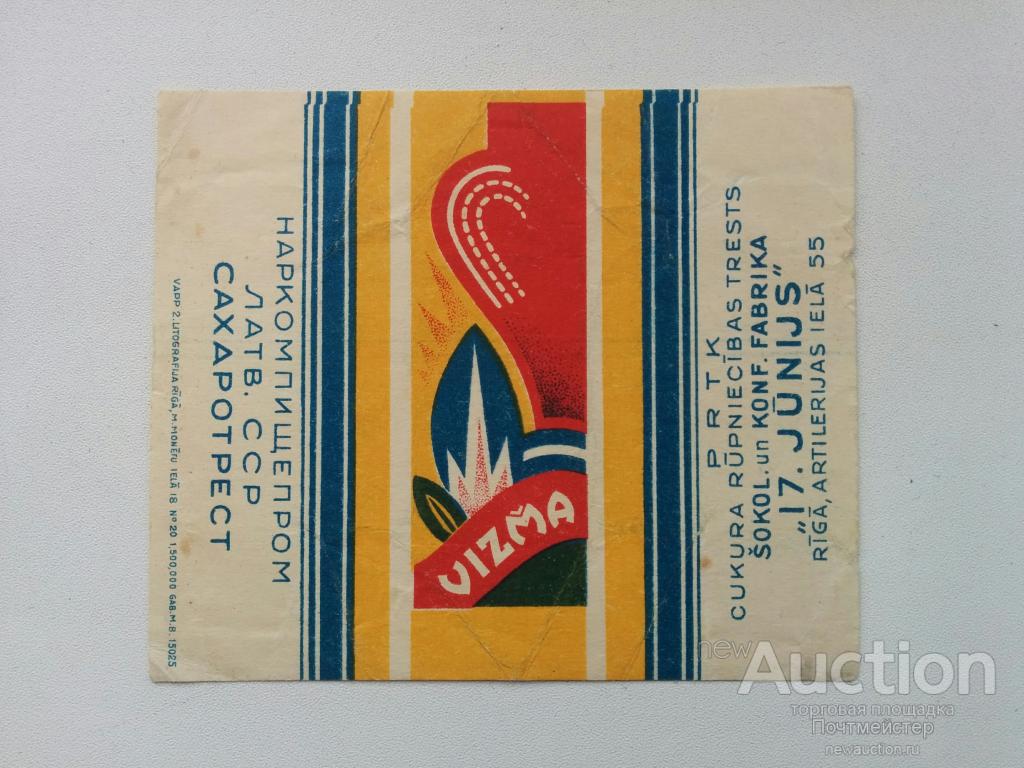 НАРКОМПИЩЕПРОМ
ЛАТВ. ССР
САХАРОТРЕСТ
VAPP 2. LITOGRAFIJA RĪGĀ, M. MONĒTU IELĀ 18 Nº 20 1,500,000 GAB. M. B. 15025
VIZMA
P R T K
CUKURA RŪPNIECĪBAS TRESTS
ŠOKOL. un KONF. FABRIKA
"17. JŪNIJS"
RĪGĀ, ARTILERIJAS IELĀ 55
newAuction
торговая площадка
Почтмейстер
newauction.ru